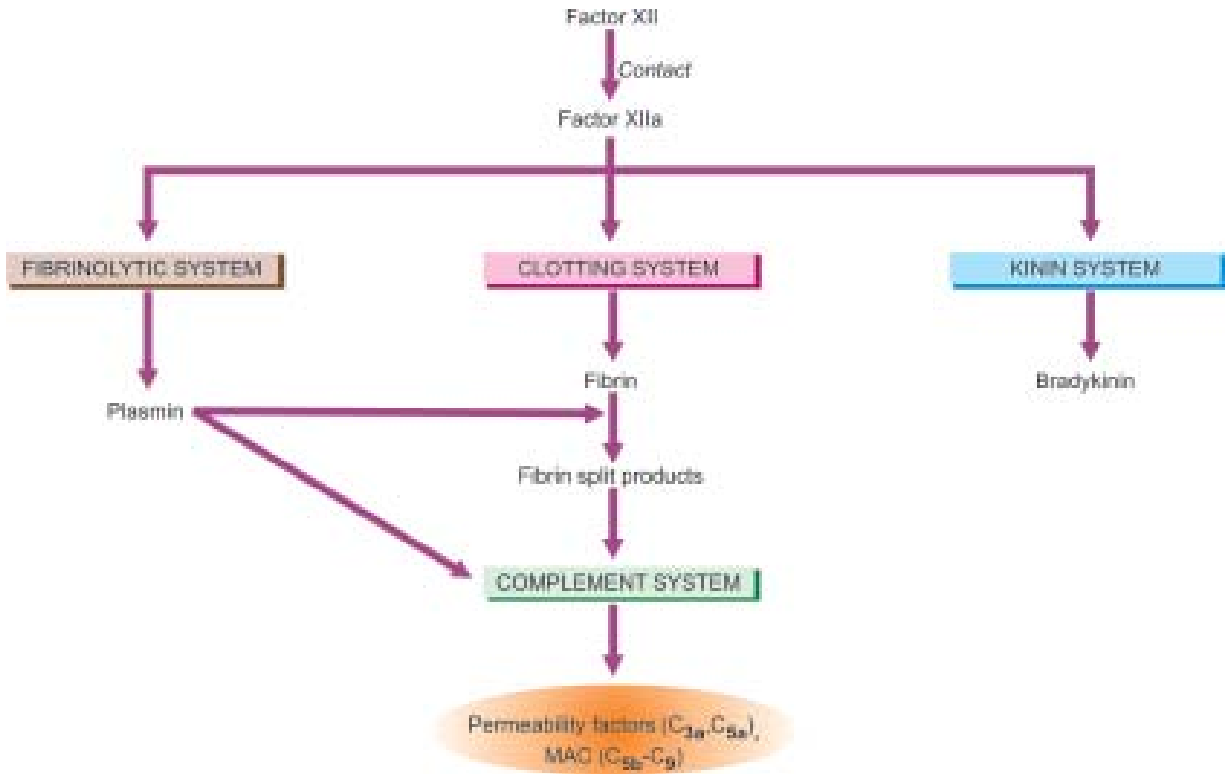 Factor XII
Contact
Factor XIIa
FIBRINOLYTIC SYSTEM
CLOTTING SYSTEM
KININ SYSTEM
Fibrin
Bradykinin
Plasmin
Fibrin split products
COMPLEMENT SYSTEM
Permeability factors (C3a,C5a),
MAC (C5b-C9)